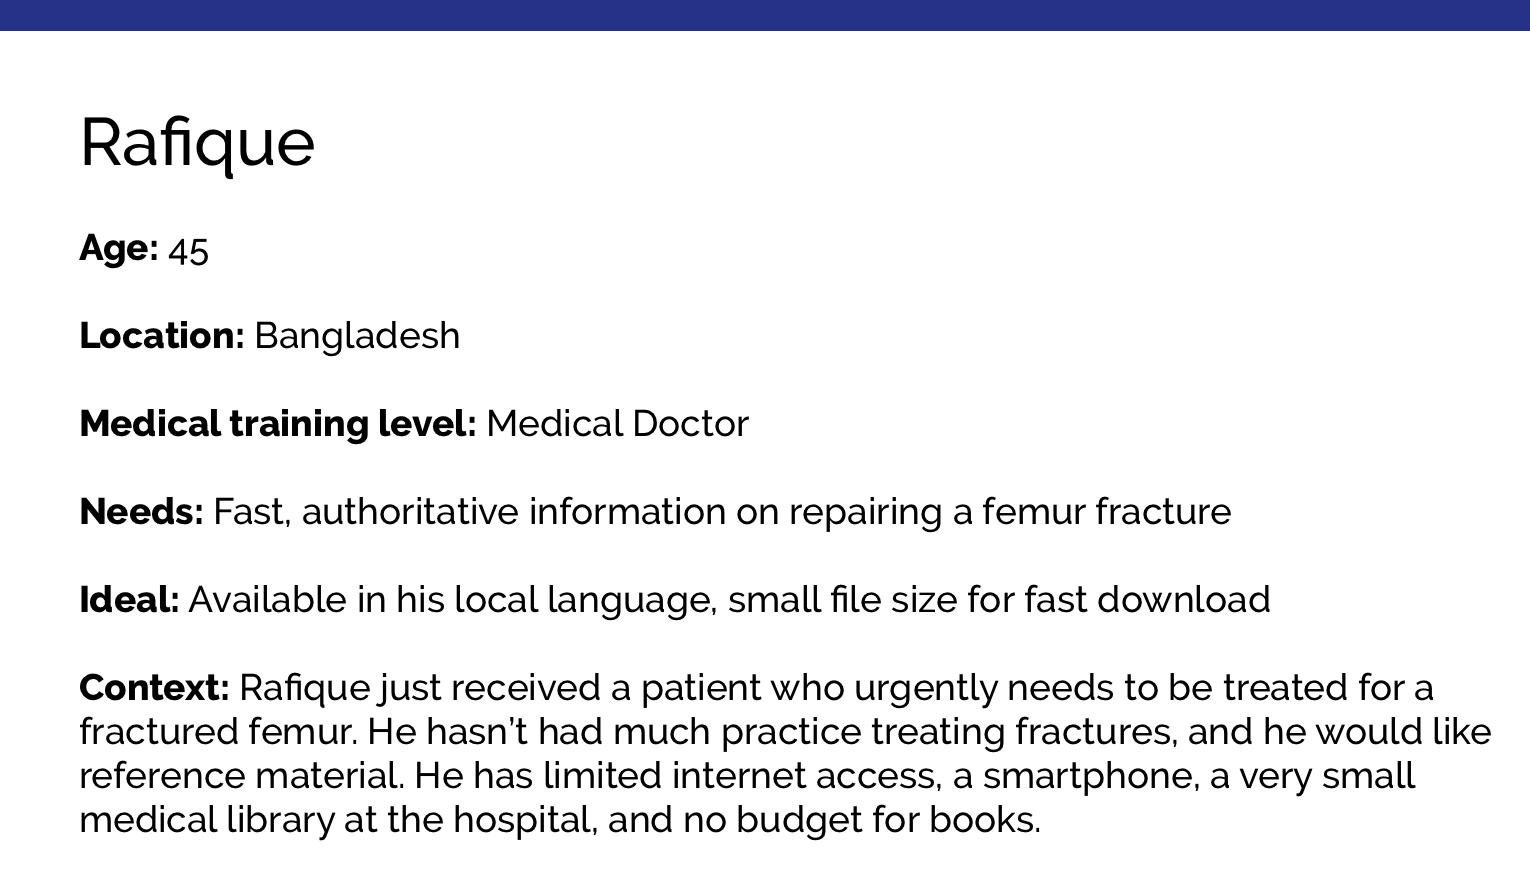 Rafique
Age: 45
Location: Bangladesh
Medical training level: Medical Doctor
Needs: Fast, authoritative information on repairing a femur fracture
Ideal: Available in his local language, small file size for fast download
Context: Rafique just received a patient who urgently needs to be treated for a
fractured femur. He hasn’t had much practice treating fractures, and he would like
reference material. He has limited internet access, a smartphone, a very small
medical library at the hospital, and no budget for books.